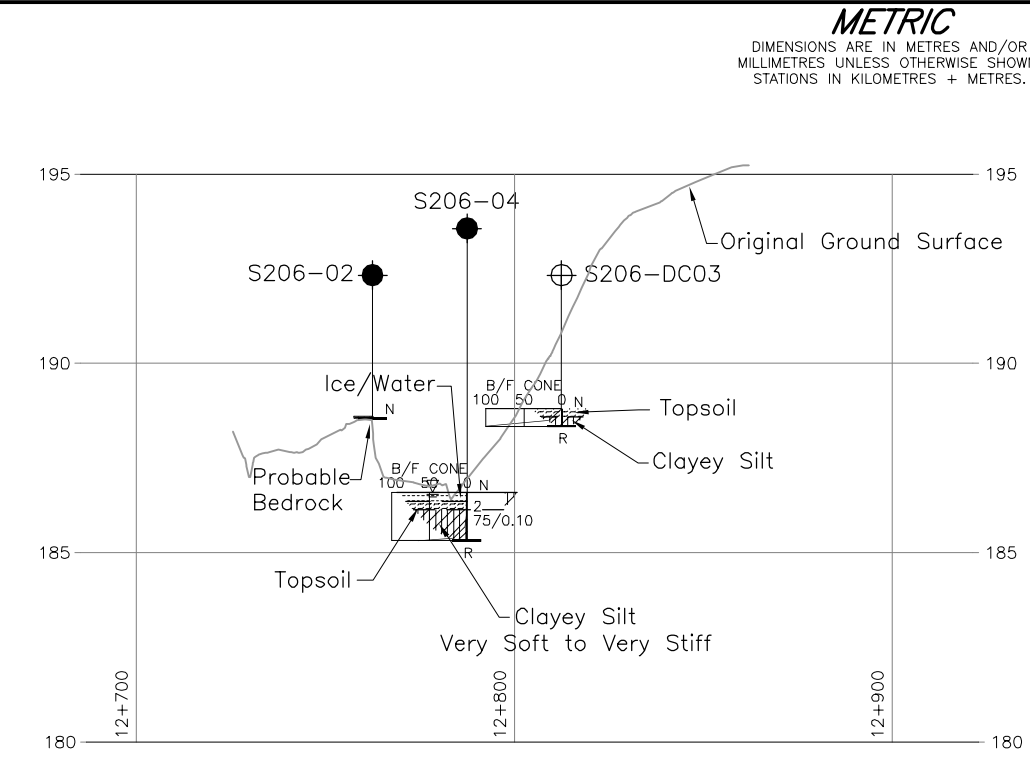 METRIC
DIMENSIONS ARE IN METRES AND/OR
MILLIMETRES UNLESS OTHERWISE SHOWN
STATIONS IN KILOMETRES + METRES.
195
195
S206-04
Original Ground Surface
S206-02
S206-DC03
190
190
Ice/Water
B/F CONE
100 50 0 N
N
Topsoil
R
Clayey Silt
Probable
Bedrock
B/F CONE
100 50 0 N
2
75/0.10
185
185
R
Topsoil
Clayey Silt
Very Soft to Very Stiff
12+700
12+800
12+900
180
180